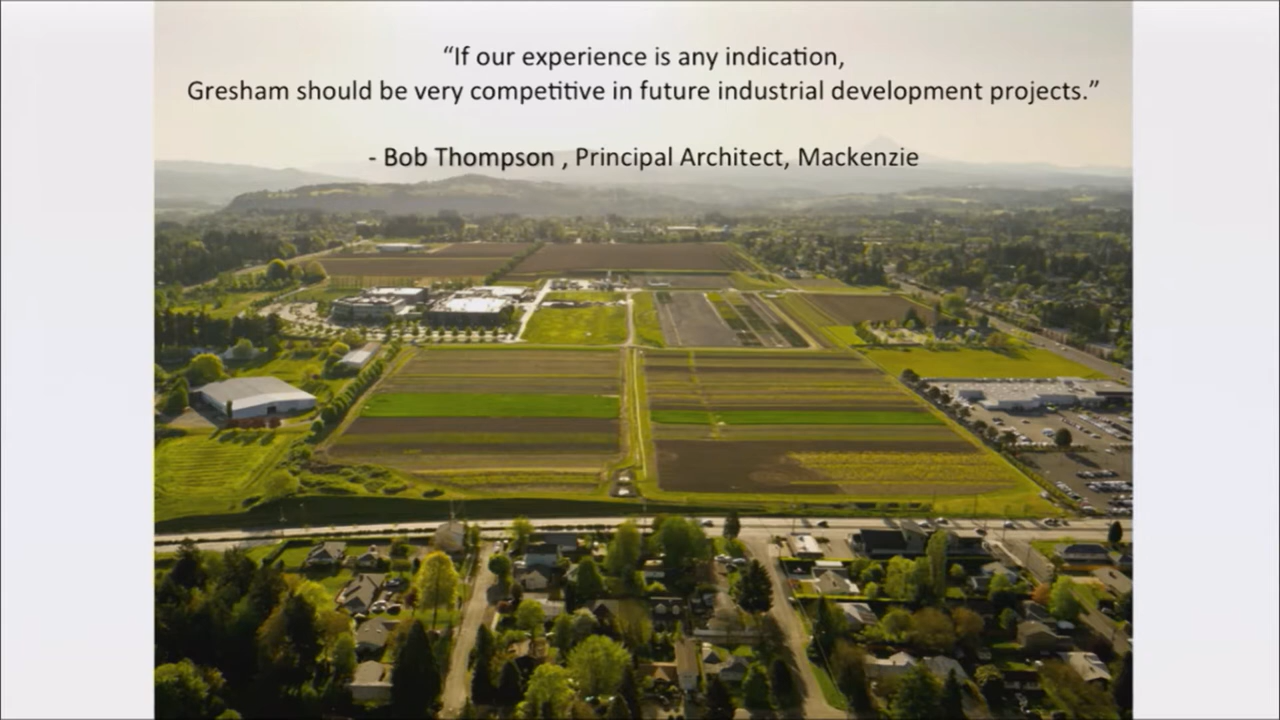 “If our experience is any indication,
Gresham should be very competitive in future industrial development projects.”
- Bob Thompson , Principal Architect, Mackenzie